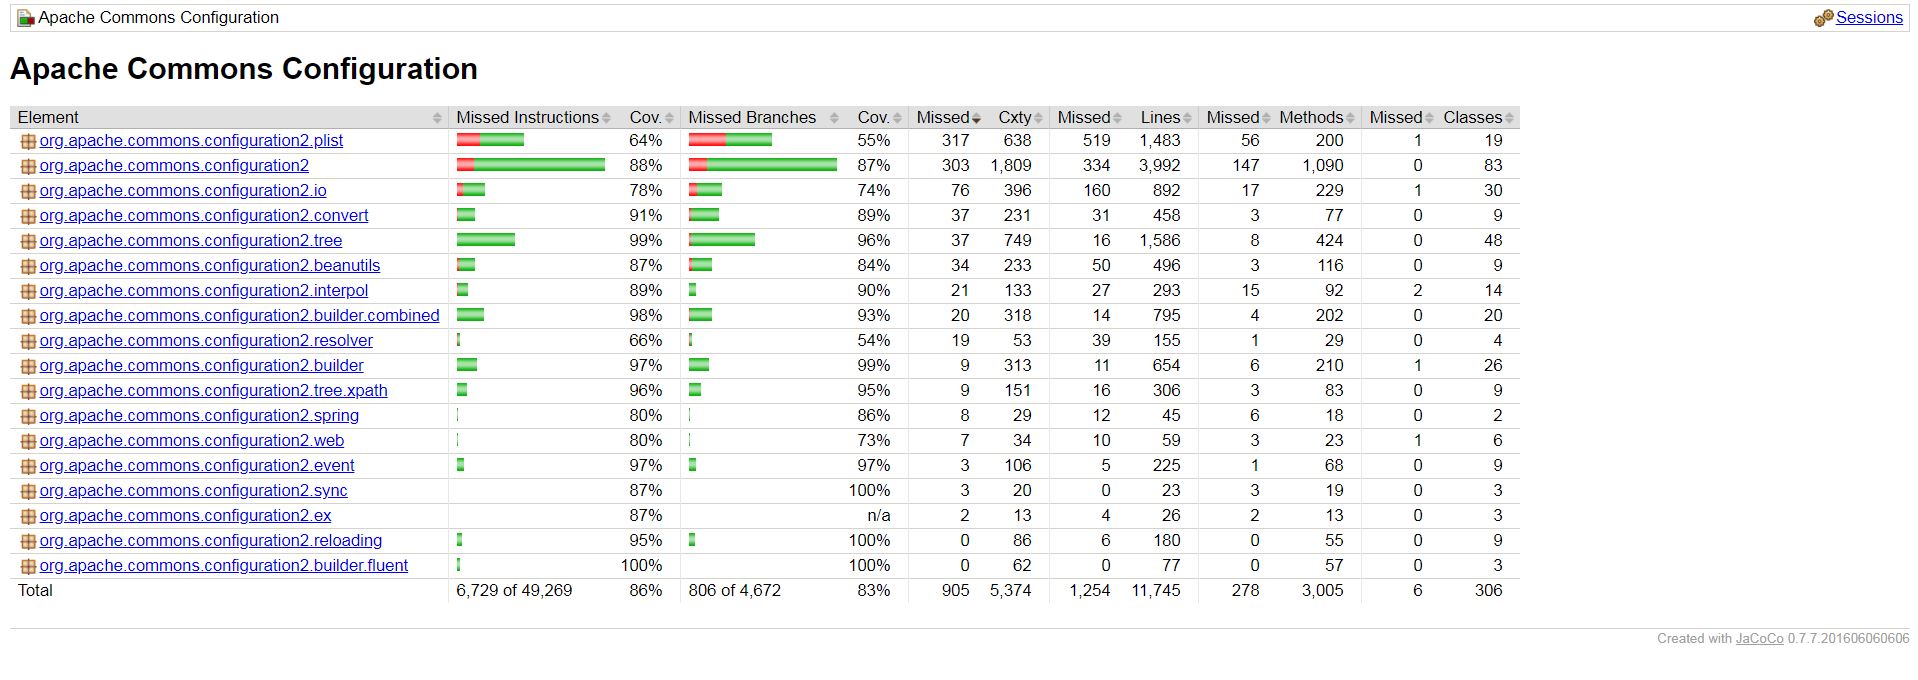 Apache Commons Configuration Sessions
Apache Commons Configuration
Element Missed Instructions Cov. Missed Branches Cov. Missed Cxty Missed Lines Missed Methods Missed Classes
org.apache.commons.configuration2.plist 64% 55% 317 638 519 1,483 56 200 1 19
org.apache.commons.configuration2 88% 87% 303 1,809 334 3,992 147 1,090 0 83
org.apache.commons.configuration2.io 78% 74% 76 396 160 892 17 229 1 30
org.apache.commons.configuration2.convert 91% 89% 37 231 31 458 3 77 0 9
org.apache.commons.configuration2.tree 99% 96% 37 749 16 1,586 8 424 0 48
org.apache.commons.configuration2.beanutils 87% 84% 34 233 50 496 3 116 0 9
org.apache.commons.configuration2.interpol 89% 90% 21 133 27 293 15 92 2 14
org.apache.commons.configuration2.builder.combined 98% 93% 20 318 14 795 4 202 0 20
org.apache.commons.configuration2.resolver 66% 54% 19 53 39 155 1 29 0 4
org.apache.commons.configuration2.builder 97% 99% 9 313 11 654 6 210 1 26
org.apache.commons.configuration2.tree.xpath 96% 95% 9 151 16 306 3 83 0 9
org.apache.commons.configuration2.spring 80% 86% 8 29 12 45 6 18 0 2
org.apache.commons.configuration2.web 80% 73% 7 34 10 59 3 23 1 6
org.apache.commons.configuration2.event 97% 97% 3 106 5 225 1 68 0 9
org.apache.commons.configuration2.sync 87% 100% 3 20 0 23 3 19 0 3
org.apache.commons.configuration2.ex 87% n/a 2 13 4 26 2 13 0 3
org.apache.commons.configuration2.reloading 95% 100% 0 86 6 180 0 55 0 9
org.apache.commons.configuration2.builder.fluent 100% 100% 0 62 0 77 0 57 0 3
Total 6,729 of 49,269 86% 806 of 4,672 83% 905 5,374 1,254 11,745 278 3,005 6 306
Created with JaCoCo 0.7.7.201606060606